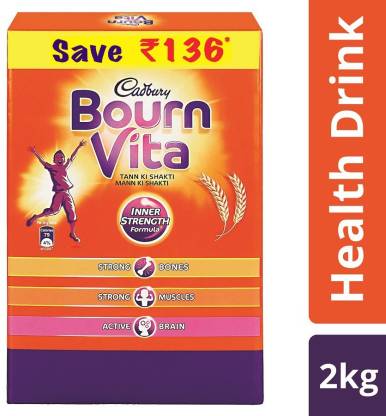 Save ₹136*
Cadbury
Bourn
Vita
TANN KI SHAKTI
MANN KI SHAKTI
INNER
STRENGTH
Formula
STRONG BONES
STRONG MUSCLES
ACTIVE BRAIN
Health Drink
2kg